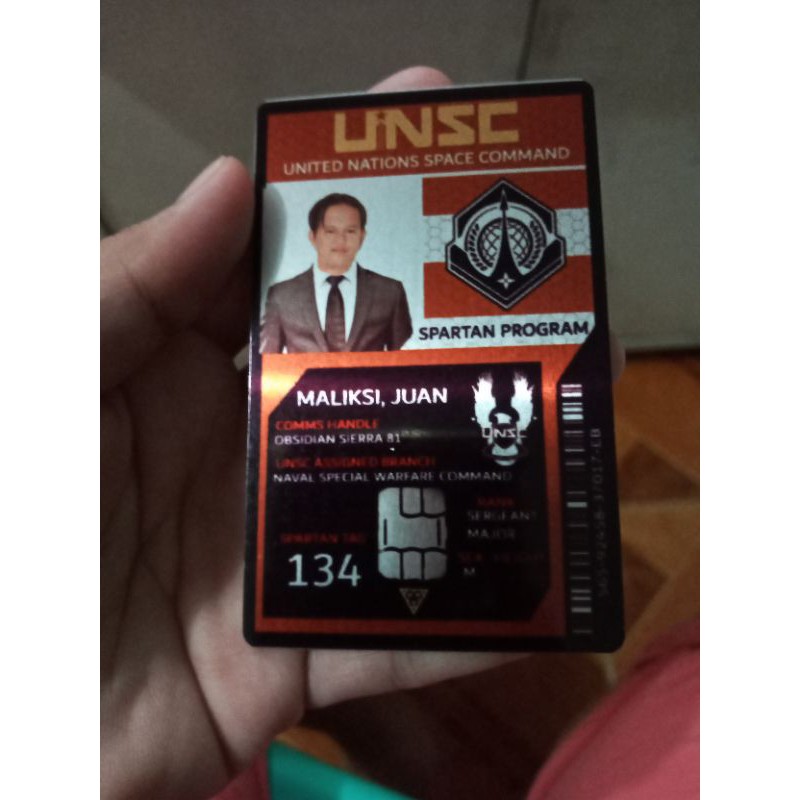 UNSC
UNITED NATIONS SPACE COMMAND
SPARTAN PROGRAM
MALIKSI, JUAN
COMMS HANDLE
OBSIDIAN SIERRA 81
UNSC
UNSC ASSIGNED BRANCH
NAVAL SPECIAL WARFARE COMMAND
RANK
SERGEANT
MAJOR
SPARTAN TAG
134
M